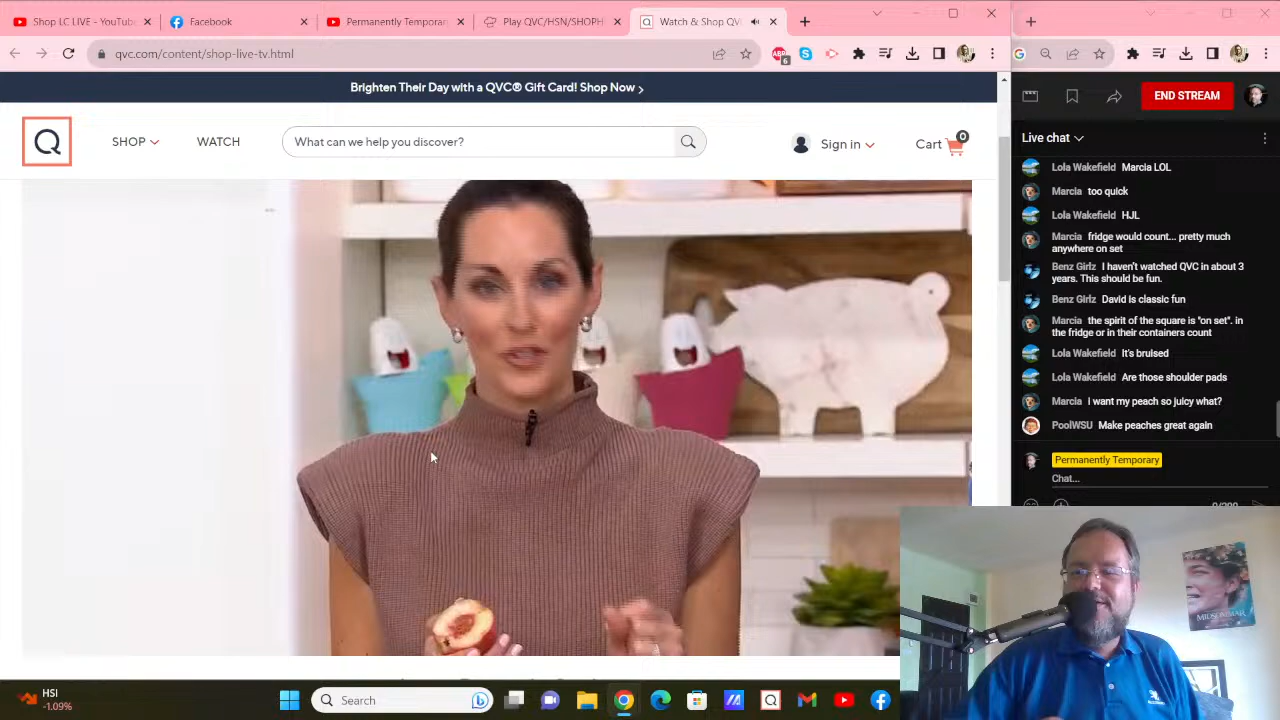 Shop LC LIVE - YouTube
Facebook
Permanently Temporar
Play QVC/HSN/SHOPH
Watch & Shop QV
qvc.com/content/shop-live-tv.html
6
Brighten Their Day with a QVC® Gift Card! Shop Now
Q
SHOP
WATCH
What can we help you discover?
Sign in
Cart
0
END STREAM
Live chat
Lola Wakefield Marcia LOL
Marcia too quick
Lola Wakefield HJL
Marcia fridge would count... pretty much
anywhere on set
Benz Girlz I haven't watched QVC in about 3
years. This should be fun.
Benz Girlz David is classic fun
Marcia the spirit of the square is "on set". in
the fridge or in their containers count
Lola Wakefield It's bruised
Lola Wakefield Are those shoulder pads
Marcia i want my peach so juicy what?
PoolWSU Make peaches great again
Permanently Temporary
Chat...
MIDSOMMAR
HSI
-1.09%
Search